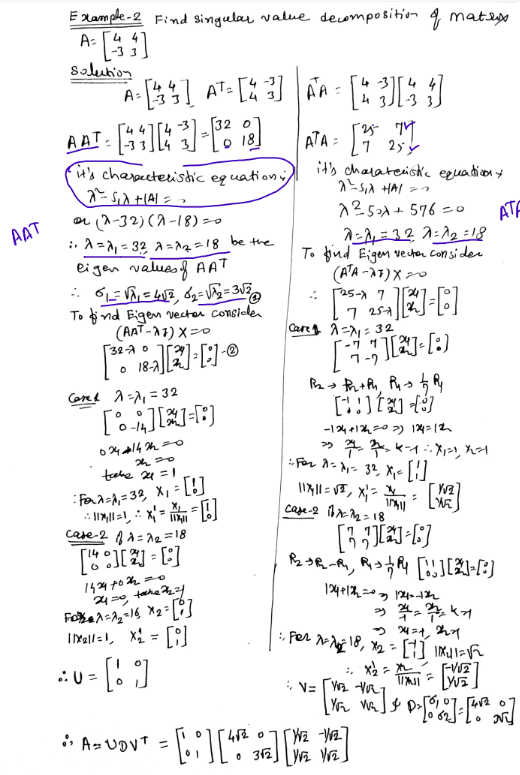 Example-2 Find singular value decomposition of matrix
A= [4 4; -3 3]
Solution
A= [4 4; -3 3] Aᵀ= [4 -3; 4 3]
AAᵀ= [4 4; -3 3][4 -3; 4 3] = [32 0; 0 18]
it's characteristic equation is
λ²-S₁λ+|A| = 0
or (λ-32)(λ-18)=0
∴ λ=λ₁=32, λ=λ₂=18 be the
eigen values of AAᵀ
AAT
∴ σ₁=√λ₁=4√2, σ₂=√λ₂=3√2
To find Eigen vector consider
(AAᵀ-λI)X=0
[32-λ 0; 0 18-λ][x₁; x₂]=[0; 0]-②
Case1 λ=λ₁=32
[0 0; 0 -14][x₁; x₂]=[0; 0]
0x₁-14x₂=0
x₂=0
take x₁=1
∴ For λ=λ₁=32, X₁=[1; 0]
∴ ||X₁||=1, ∴ X₁'=X₁/||X₁||=[1; 0]
Case-2 if λ=λ₂=18
[14 0; 0 0][x₁; x₂]=[0; 0]
14x₁+0x₂=0
x₁=0, take x₂=1
For λ=λ₂=18, X₂=[0; 1]
||X₂||=1, X₂'=[0; 1]
∴ U=[1 0; 0 1]
AᵀA= [4 -3; 4 3][4 4; -3 3]
AᵀA= [25 7; 7 25]
it's characteristic equation is
λ²-S₁λ+|A| = 0
λ²-50λ+576=0
λ=λ₁=32, λ=λ₂=18
ATA
To find Eigen vector consider
(AᵀA-λI)X=0
∴ [25-λ 7; 7 25-λ][x₁; x₂]=[0; 0]
Case1 λ=λ₁=32
[-7 7; 7 -7][x₁; x₂]=[0; 0]
R₂→R₂+R₁, R₁→1/7 R₁
[-1 1; 0 0][x₁; x₂]=[0; 0]
-1x₁+1x₂=0 ⇒ 1x₁=1x₂
⇒ x₁/1=x₂/1=k=1 ∴ x₁=1, x₂=1
∴ For λ=λ₁=32, X₁=[1; 1]
||X₁||=√2, X₁'=X₁/||X₁||=[1/√2; 1/√2]
Case-2 if λ=λ₂=18
[7 7; 7 7][x₁; x₂]=[0; 0]
R₂→R₂-R₁, R₁→1/7 R₁ [1 1; 0 0][x₁; x₂]=[0; 0]
1x₁+1x₂=0 ⇒ 1x₁=-1x₂
⇒ x₁/-1=x₂/1=k=1
⇒ x₁=-1, x₂=1
∴ For λ=λ₂=18, X₂=[-1; 1] ||X₂||=√2
∴ X₂'=X₂/||X₂||=[-1/√2; 1/√2]
∴ V=[1/√2 -1/√2; 1/√2 1/√2] & D=[σ₁ 0; 0 σ₂]=[4√2 0; 0 3√2]
∴ A=UDVᵀ=[1 0; 0 1][4√2 0; 0 3√2][1/√2 -1/√2; 1/√2 1/√2]